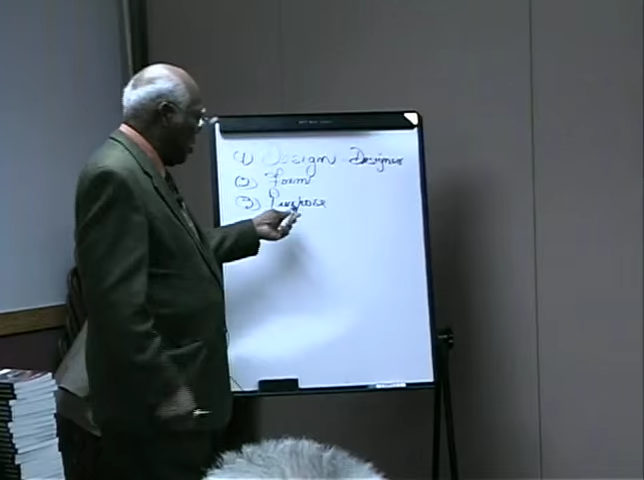 ① Design - Designer
② Form
③ Purpose